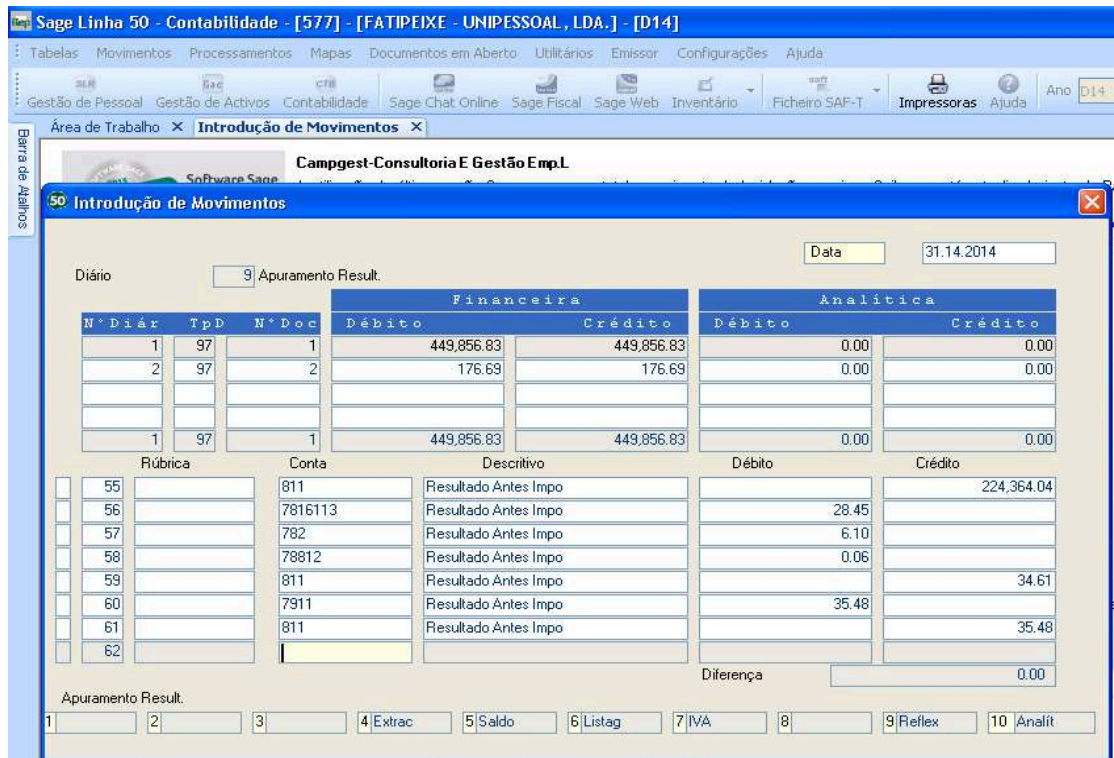 Sage Linha 50 - Contabilidade - [577] - [FATIPEIXE - UNIPESSOAL, LDA.] - [D14]
Tabelas Movimentos Processamentos Mapas Documentos em Aberto Utilitários Emissor Configurações Ajuda
Gestão de Pessoal Gestão de Activos Contabilidade Sage Chat Online Sage Fiscal Sage Web Inventário Ficheiro SAF-T Impressoras Ajuda Ano D14
Barra de Atalhos
Área de Trabalho X Introdução de Movimentos X
Campgest-Consultoria E Gestão Emp.L
Software Sage
50 Introdução de Movimentos
Data 31.14.2014
Diário 9 Apuramento Result.
Financeira Analítica
NºDiár TpD NºDoc Débito Crédito Débito Crédito
1 97 1 449,856.83 449,856.83 0.00 0.00
2 97 2 176.69 176.69 0.00 0.00
1 97 1 449,856.83 449,856.83 0.00 0.00
Rúbrica Conta Descritivo Débito Crédito
55 811 Resultado Antes Impo 224,364.04
56 7816113 Resultado Antes Impo 28.45
57 782 Resultado Antes Impo 6.10
58 78812 Resultado Antes Impo 0.06
59 811 Resultado Antes Impo 34.61
60 7911 Resultado Antes Impo 35.48
61 811 Resultado Antes Impo 35.48
62
Diferença 0.00
Apuramento Result.
1 2 3 4 Extrac 5 Saldo 6 Listag 7 IVA 8 9 Reflex 10 Analít